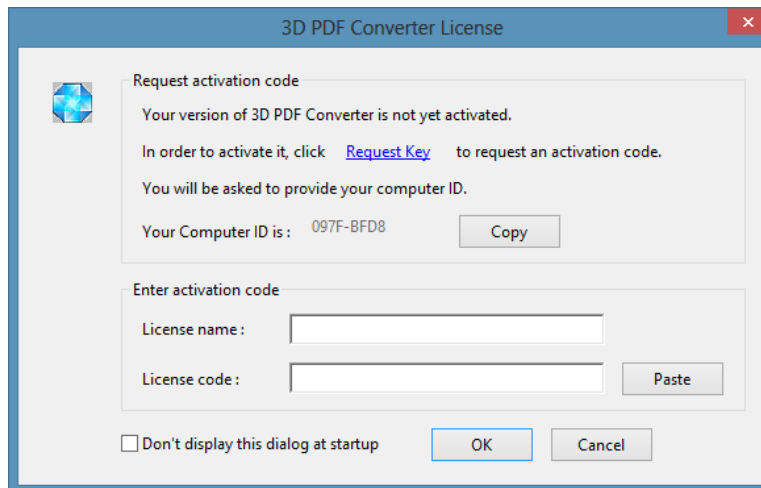 3D PDF Converter License
Request activation code
Your version of 3D PDF Converter is not yet activated.
In order to activate it, click Request Key to request an activation code.
You will be asked to provide your computer ID.
Your Computer ID is : 097F-BFD8 Copy
Enter activation code
License name :
License code : Paste
Don't display this dialog at startup OK Cancel